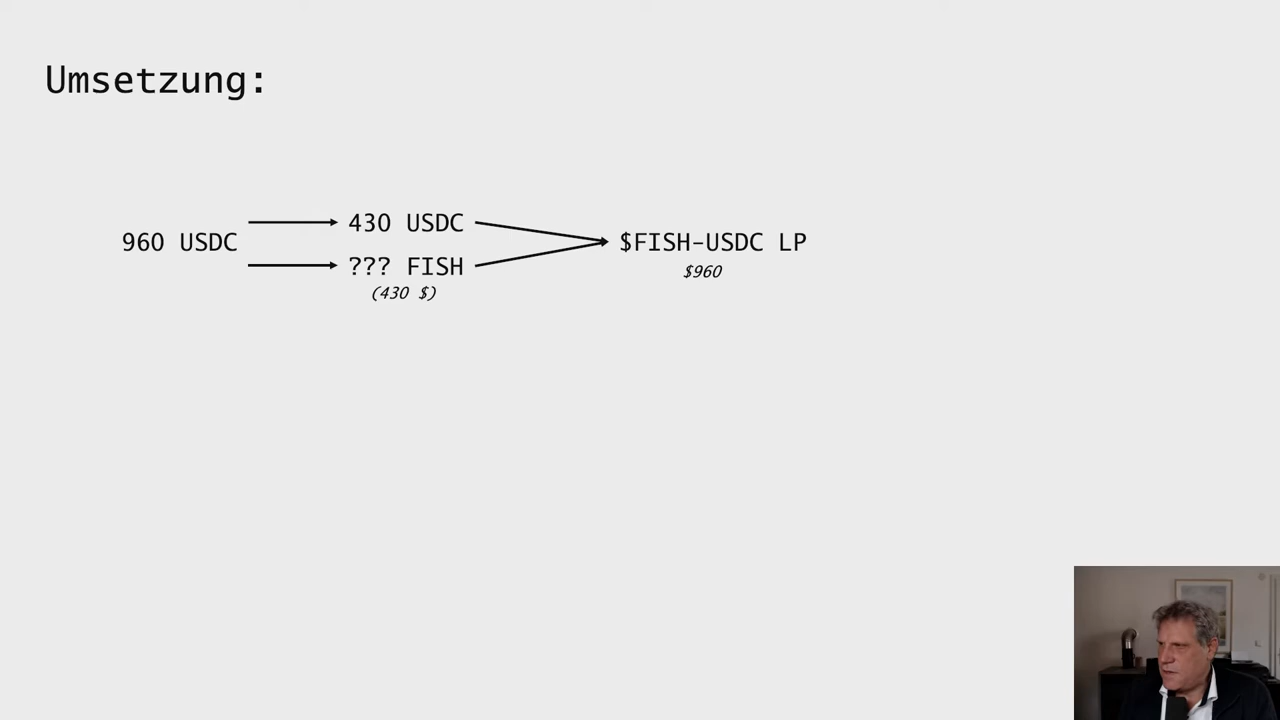 Umsetzung:
960 USDC
430 USDC
??? FISH
(430 $)
$FISH-USDC LP
$960